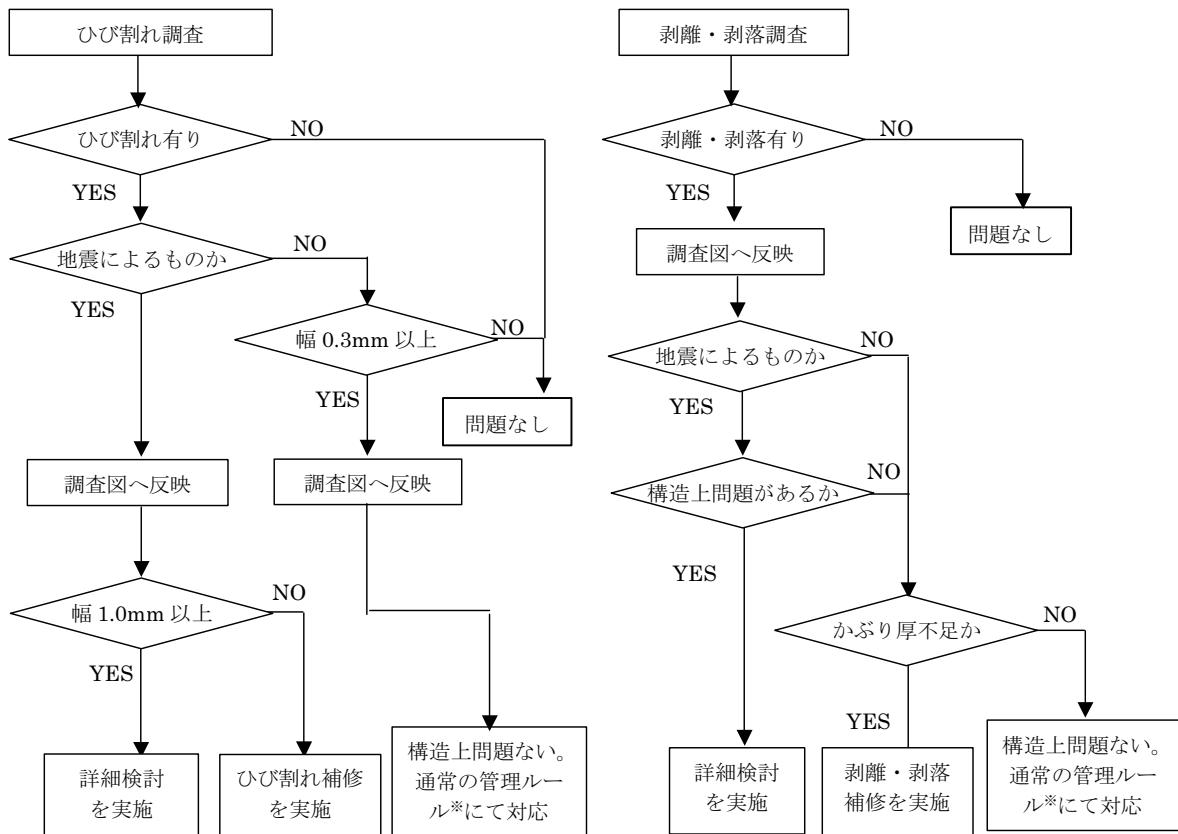 ひび割れ調査
ひび割れ有り
NO
YES
地震によるものか
NO
YES
幅 0.3mm 以上
NO
YES
問題なし
調査図へ反映
調査図へ反映
幅 1.0mm 以上
NO
YES
詳細検討
を実施
ひび割れ補修
を実施
構造上問題ない。
通常の管理ルー
ル※にて対応
剥離・剥落調査
剥離・剥落有り
NO
YES
問題なし
調査図へ反映
地震によるものか
NO
YES
構造上問題があるか
NO
YES
かぶり厚不足か
NO
YES
詳細検討
を実施
剥離・剥落
補修を実施
構造上問題ない。
通常の管理ルー
ル※にて対応